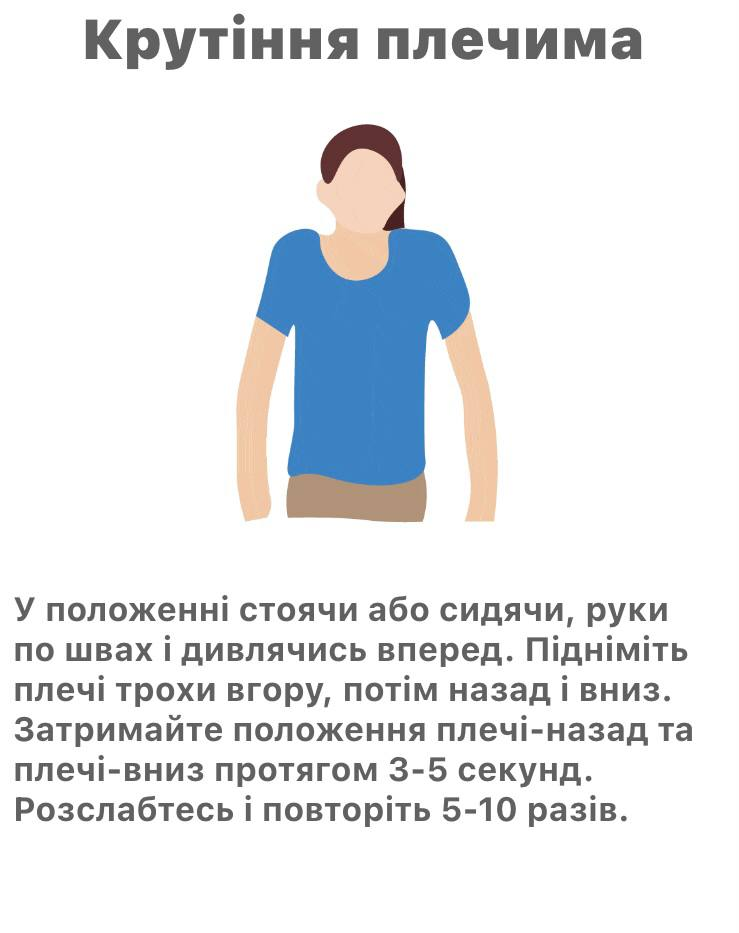 Крутіння плечима
У положенні стоячи або сидячи, руки
по швах і дивлячись вперед. Підніміть
плечі трохи вгору, потім назад і вниз.
Затримайте положення плечі-назад та
плечі-вниз протягом 3-5 секунд.
Розслабтесь і повторіть 5-10 разів.